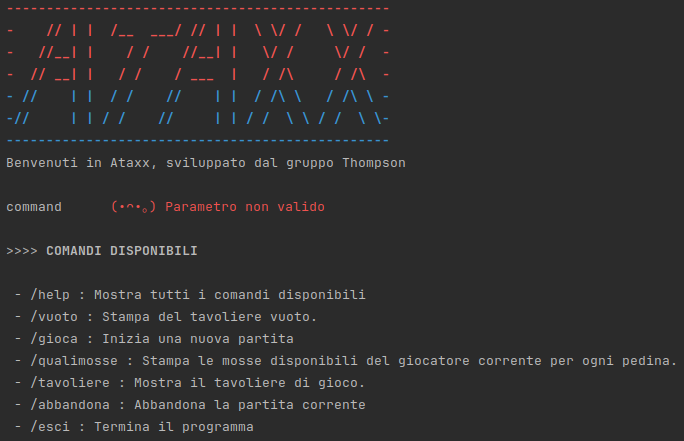 ATAXX
Benvenuti in Ataxx, sviluppato dal gruppo Thompson
command (•ᴖ•。) Parametro non valido
>>>> COMANDI DISPONIBILI
- /help : Mostra tutti i comandi disponibili
- /vuoto : Stampa del tavoliere vuoto.
- /gioca : Inizia una nuova partita
- /qualimosse : Stampa le mosse disponibili del giocatore corrente per ogni pedina.
- /tavoliere : Mostra il tavoliere di gioco.
- /abbandona : Abbandona la partita corrente
- /esci : Termina il programma